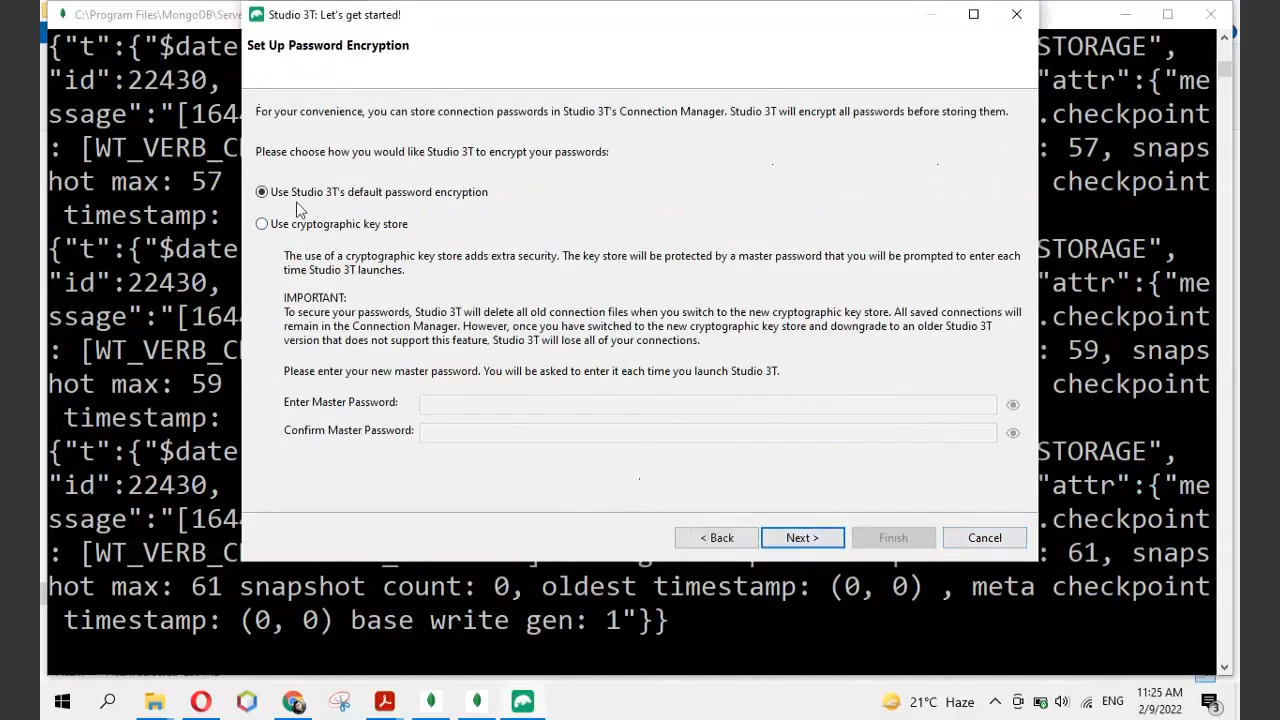 C:\Program Files\MongoDB\Serve
Studio 3T: Let's get started!
Set Up Password Encryption
For your convenience, you can store connection passwords in Studio 3T's Connection Manager. Studio 3T will encrypt all passwords before storing them.
Please choose how you would like Studio 3T to encrypt your passwords:
Use Studio 3T's default password encryption
Use cryptographic key store
The use of a cryptographic key store adds extra security. The key store will be protected by a master password that you will be prompted to enter each
time Studio 3T launches.
IMPORTANT:
To secure your passwords, Studio 3T will delete all old connection files when you switch to the new cryptographic key store. All saved connections will
remain in the Connection Manager. However, once you have switched to the new cryptographic key store and downgrade to an older Studio 3T
version that does not support this feature, Studio 3T will lose all of your connections.
Please enter your new master password. You will be asked to enter it each time you launch Studio 3T.
Enter Master Password:
Confirm Master Password:
< Back Next > Finish Cancel
{"t":{"$date STORAGE",
"id":22430, "attr":{"me
ssage":"[164 .checkpoint
: [WT_VERB_C 57, snaps
hot max: 57 checkpoint
timestamp:
{"t":{"$date STORAGE",
"id":22430, "attr":{"me
ssage":"[164 .checkpoint
: [WT_VERB_C 59, snaps
hot max: 59 checkpoint
timestamp:
{"t":{"$date STORAGE",
"id":22430, "attr":{"me
ssage":"[164 .checkpoint
: [WT_VERB_C 61, snaps
hot max: 61 snapshot count: 0, oldest timestamp: (0, 0) , meta checkpoint
timestamp: (0, 0) base write gen: 1"}}
21°C Haze ENG 11:25 AM
2/9/2022
3